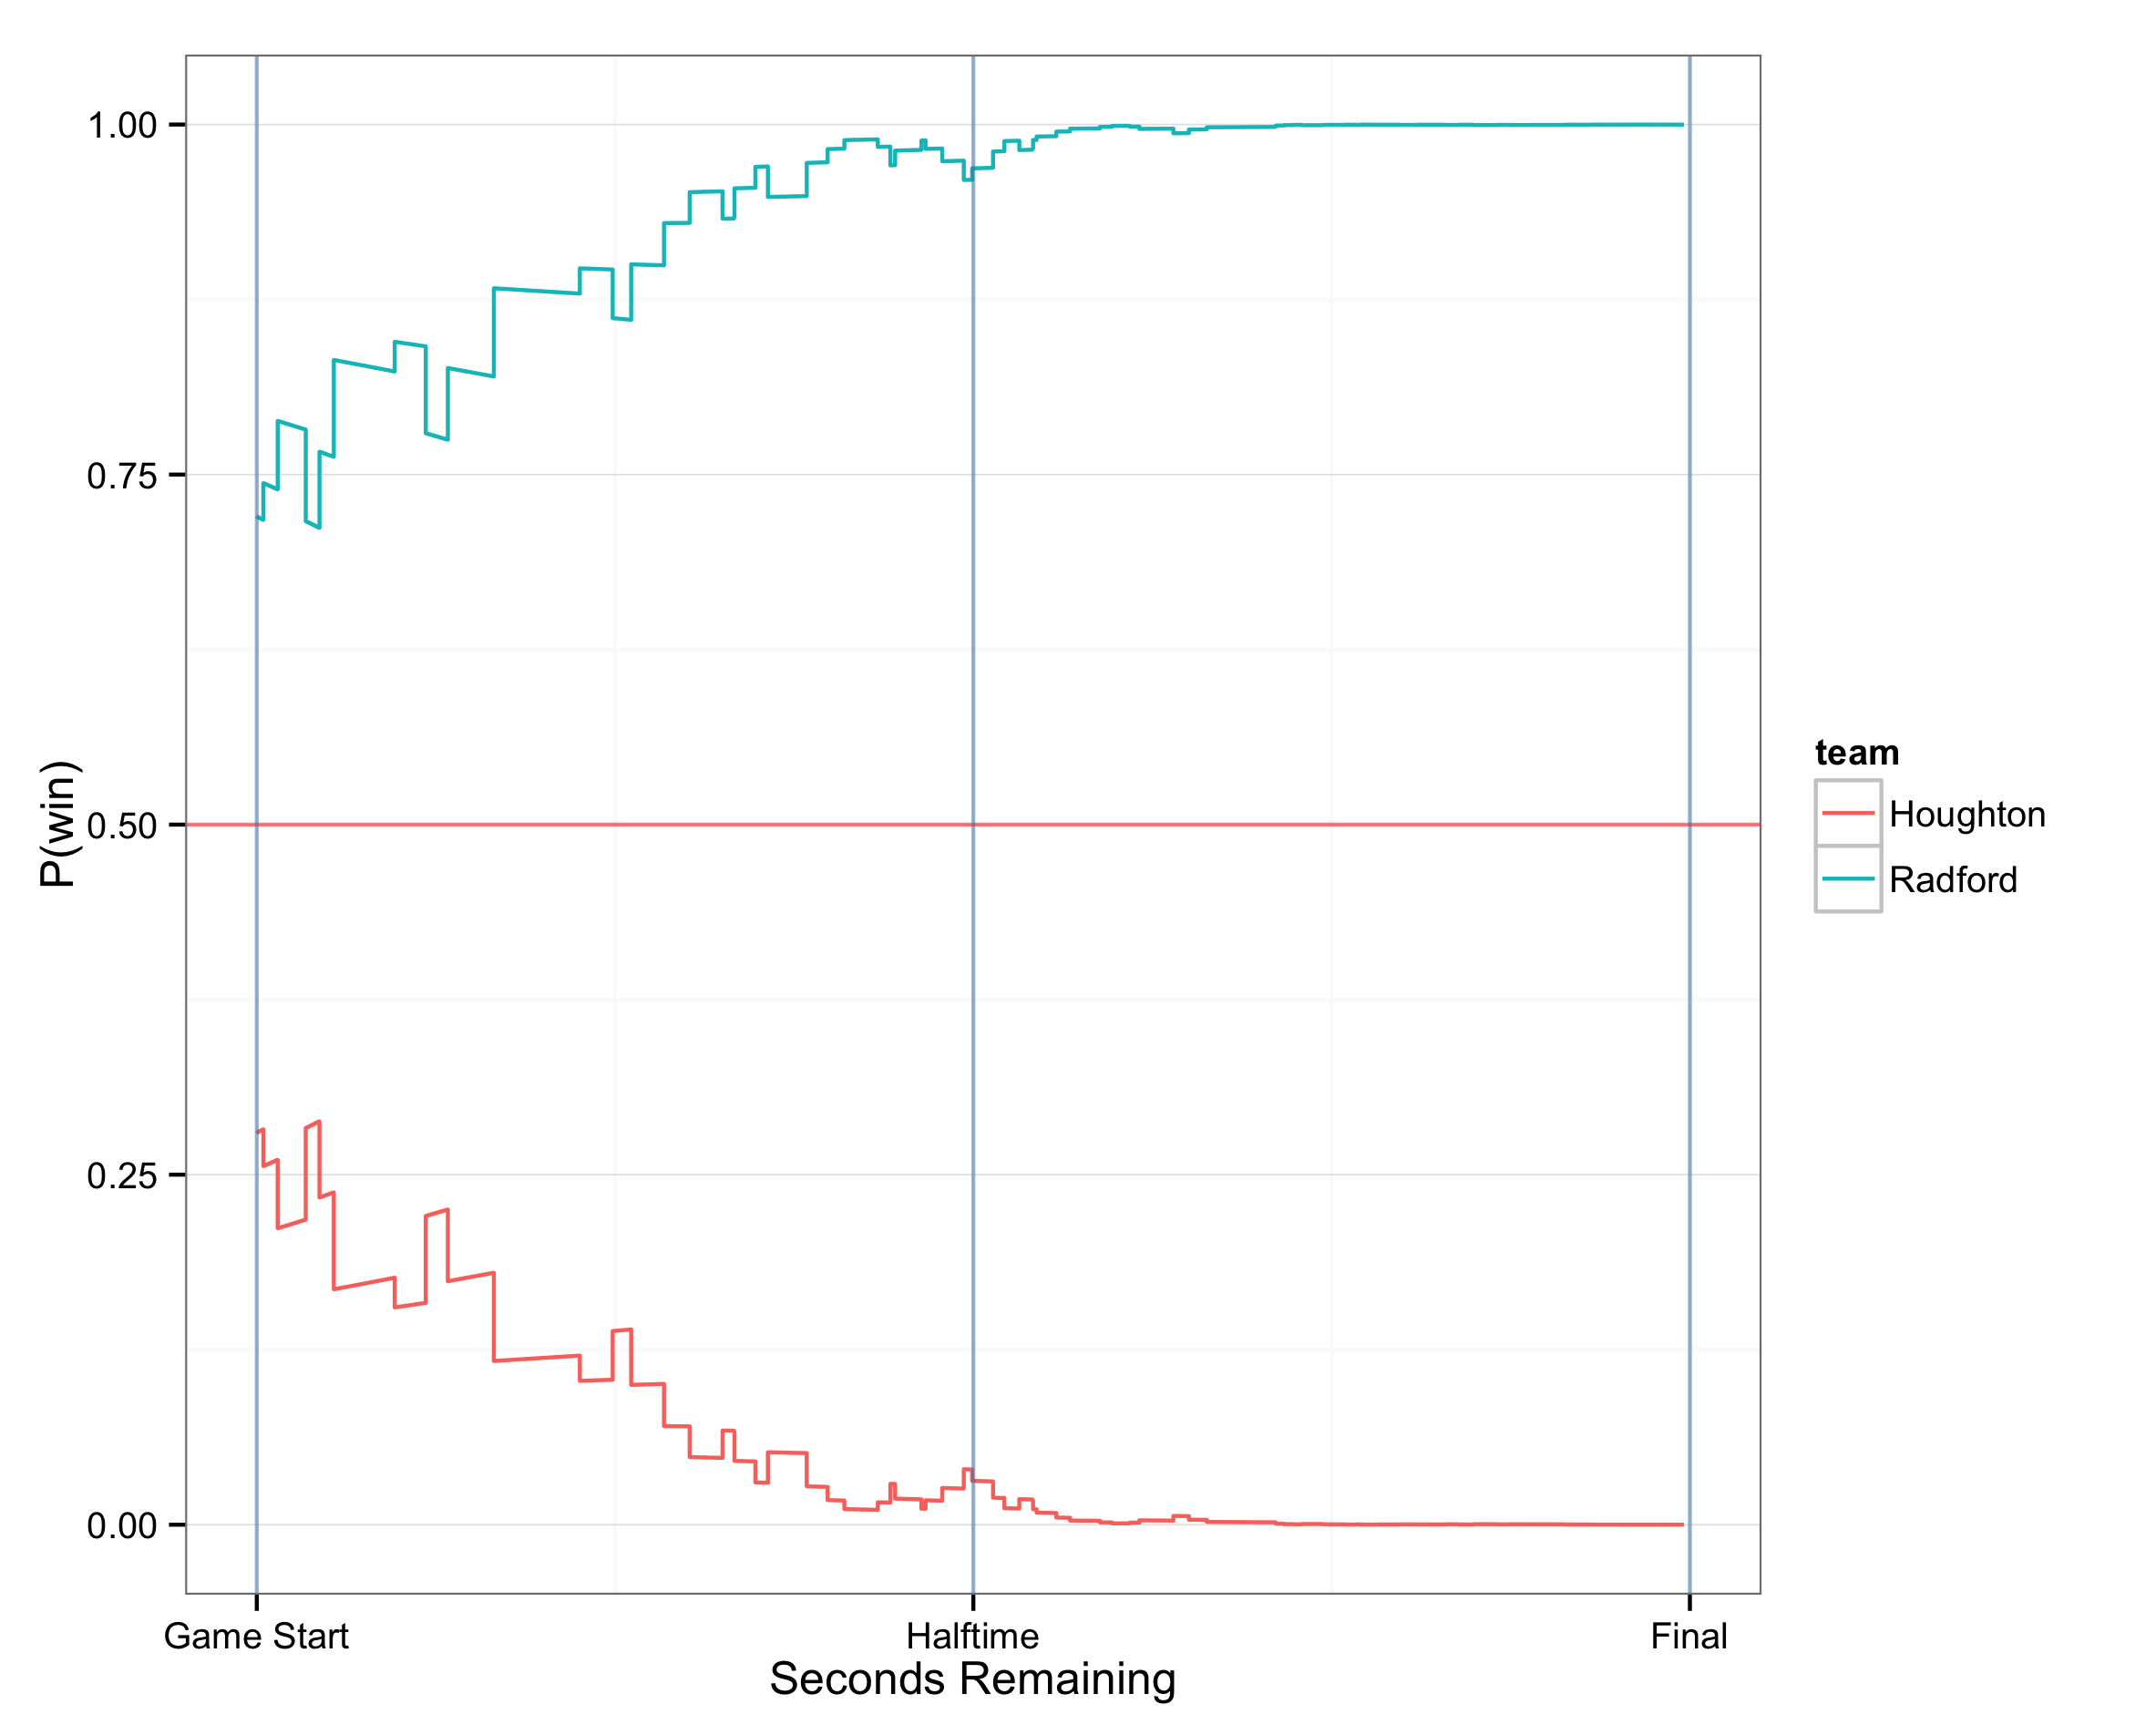 1.00
0.75
0.50
0.25
0.00
P(win)
Game Start
Halftime
Final
Seconds Remaining
team
Houghton
Radford